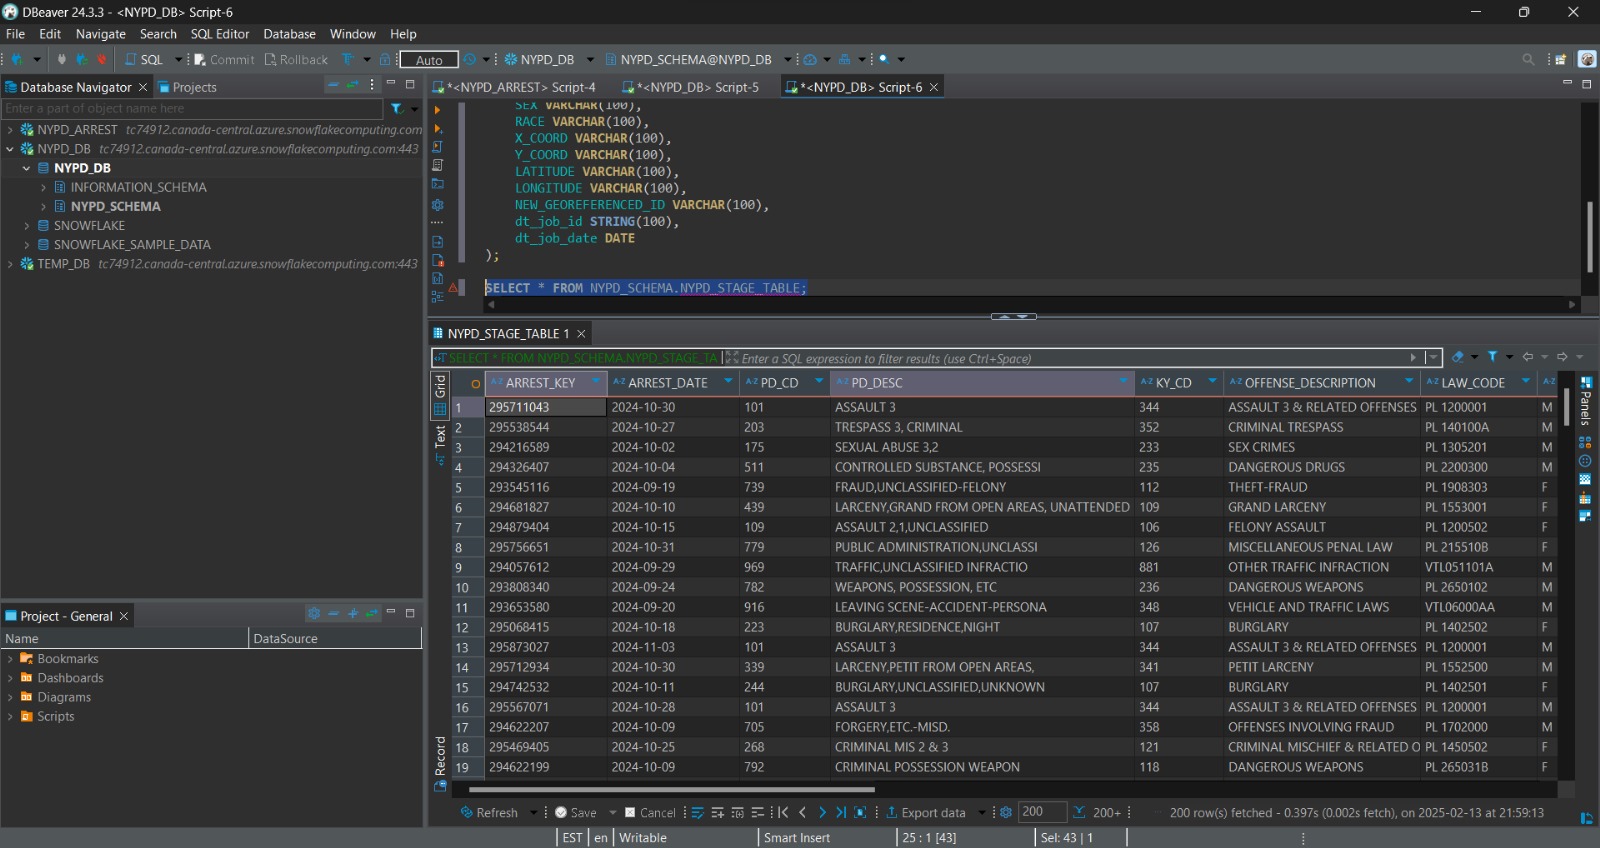 DBeaver 24.3.3 - <NYPD_DB> Script-6
File Edit Navigate Search SQL Editor Database Window Help
SQL Commit Rollback Auto NYPD_DB NYPD_SCHEMA@NYPD_DB
Database Navigator Projects
Enter a part of object name here
NYPD_ARREST tc74912.canada-central.azure.snowflakecomputing.com
NYPD_DB tc74912.canada-central.azure.snowflakecomputing.com:443
NYPD_DB
INFORMATION_SCHEMA
NYPD_SCHEMA
SNOWFLAKE
SNOWFLAKE_SAMPLE_DATA
TEMP_DB tc74912.canada-central.azure.snowflakecomputing.com:443
Project - General
Name DataSource
Bookmarks
Dashboards
Diagrams
Scripts
*<NYPD_ARREST> Script-4 *<NYPD_DB> Script-5 *<NYPD_DB> Script-6
SEX VARCHAR(100),
RACE VARCHAR(100),
X_COORD VARCHAR(100),
Y_COORD VARCHAR(100),
LATITUDE VARCHAR(100),
LONGITUDE VARCHAR(100),
NEW_GEOREFERENCED_ID VARCHAR(100),
dt_job_id STRING(100),
dt_job_date DATE
);
SELECT * FROM NYPD_SCHEMA.NYPD_STAGE_TABLE;
NYPD_STAGE_TABLE 1
SELECT * FROM NYPD_SCHEMA.NYPD_STAGE_TA Enter a SQL expression to filter results (use Ctrl+Space)
Grid
Text
Record
Panels
A-Z ARREST_KEY A-Z ARREST_DATE A-Z PD_CD A-Z PD_DESC A-Z KY_CD A-Z OFFENSE_DESCRIPTION A-Z LAW_CODE A-Z
1 295711043 2024-10-30 101 ASSAULT 3 344 ASSAULT 3 & RELATED OFFENSES PL 1200001 M
2 295538544 2024-10-27 203 TRESPASS 3, CRIMINAL 352 CRIMINAL TRESPASS PL 140100A M
3 294216589 2024-10-02 175 SEXUAL ABUSE 3,2 233 SEX CRIMES PL 1305201 M
4 294326407 2024-10-04 511 CONTROLLED SUBSTANCE, POSSESSI 235 DANGEROUS DRUGS PL 2200300 M
5 293545116 2024-09-19 739 FRAUD,UNCLASSIFIED-FELONY 112 THEFT-FRAUD PL 1908303 F
6 294681827 2024-10-10 439 LARCENY,GRAND FROM OPEN AREAS, UNATTENDED 109 GRAND LARCENY PL 1553001 F
7 294879404 2024-10-15 109 ASSAULT 2,1,UNCLASSIFIED 106 FELONY ASSAULT PL 1200502 F
8 295756651 2024-10-31 779 PUBLIC ADMINISTRATION,UNCLASSI 126 MISCELLANEOUS PENAL LAW PL 215510B F
9 294057612 2024-09-29 969 TRAFFIC,UNCLASSIFIED INFRACTIO 881 OTHER TRAFFIC INFRACTION VTL051101A M
10 293808340 2024-09-24 782 WEAPONS, POSSESSION, ETC 236 DANGEROUS WEAPONS PL 2650102 M
11 293653580 2024-09-20 916 LEAVING SCENE-ACCIDENT-PERSONA 348 VEHICLE AND TRAFFIC LAWS VTL06000AA M
12 295068415 2024-10-18 223 BURGLARY,RESIDENCE,NIGHT 107 BURGLARY PL 1402502 F
13 295873027 2024-11-03 101 ASSAULT 3 344 ASSAULT 3 & RELATED OFFENSES PL 1200001 M
14 295712934 2024-10-30 339 LARCENY,PETIT FROM OPEN AREAS, 341 PETIT LARCENY PL 1552500 M
15 294742532 2024-10-11 244 BURGLARY,UNCLASSIFIED,UNKNOWN 107 BURGLARY PL 1402501 F
16 295567071 2024-10-28 101 ASSAULT 3 344 ASSAULT 3 & RELATED OFFENSES PL 1200001 M
17 294622207 2024-10-09 705 FORGERY,ETC.-MISD. 358 OFFENSES INVOLVING FRAUD PL 1702000 M
18 295469405 2024-10-25 268 CRIMINAL MIS 2 & 3 121 CRIMINAL MISCHIEF & RELATED O PL 1450502 F
19 294622199 2024-10-09 792 CRIMINAL POSSESSION WEAPON 118 DANGEROUS WEAPONS PL 265031B F
Refresh Save Cancel Export data 200 200+ 200 row(s) fetched - 0.397s (0.002s fetch), on 2025-02-13 at 21:59:13
EST en Writable Smart Insert 25 : 1 [43] Sel: 43 | 1